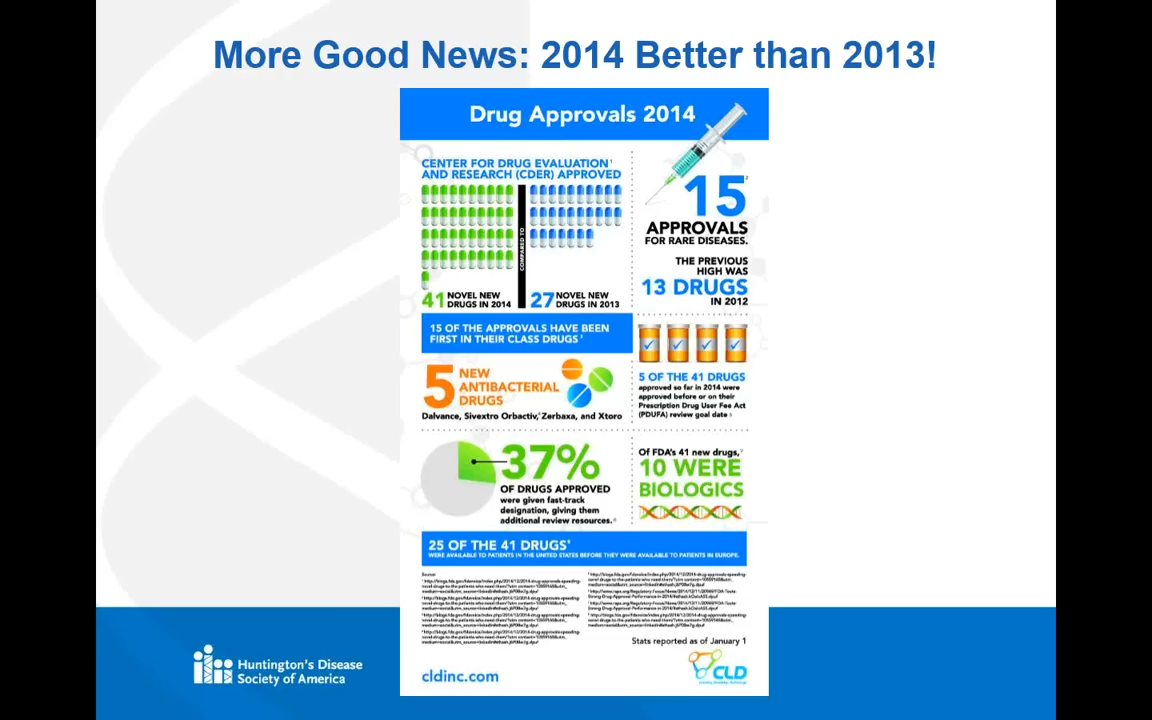 More Good News: 2014 Better than 2013!
Drug Approvals 2014
CENTER FOR DRUG EVALUATION¹
AND RESEARCH (CDER) APPROVED
COMPARED TO
41 NOVEL NEW
DRUGS IN 2014
27 NOVEL NEW
DRUGS IN 2013
15
APPROVALS
FOR RARE DISEASES.
THE PREVIOUS
HIGH WAS
13 DRUGS
IN 2012
15 OF THE APPROVALS HAVE BEEN
FIRST IN THEIR CLASS DRUGS
5 NEW
ANTIBACTERIAL
DRUGS
Dalvance, Sivextro Orbactiv, Zerbaxa, and Xtoro
5 OF THE 41 DRUGS
approved so far in 2014 were
approved before or on their
Prescription Drug User Fee Act
(PDUFA) review goal date
37%
OF DRUGS APPROVED
were given fast-track
designation, giving them
additional review resources.
Of FDA's 41 new drugs,
10 WERE
BIOLOGICS
25 OF THE 41 DRUGS
WERE AVAILABLE TO PATIENTS IN THE UNITED STATES BEFORE THEY WERE AVAILABLE TO PATIENTS IN EUROPE.
Source:
Stats reported as of January 1
cldinc.com
CLD
Huntington's Disease
Society of America